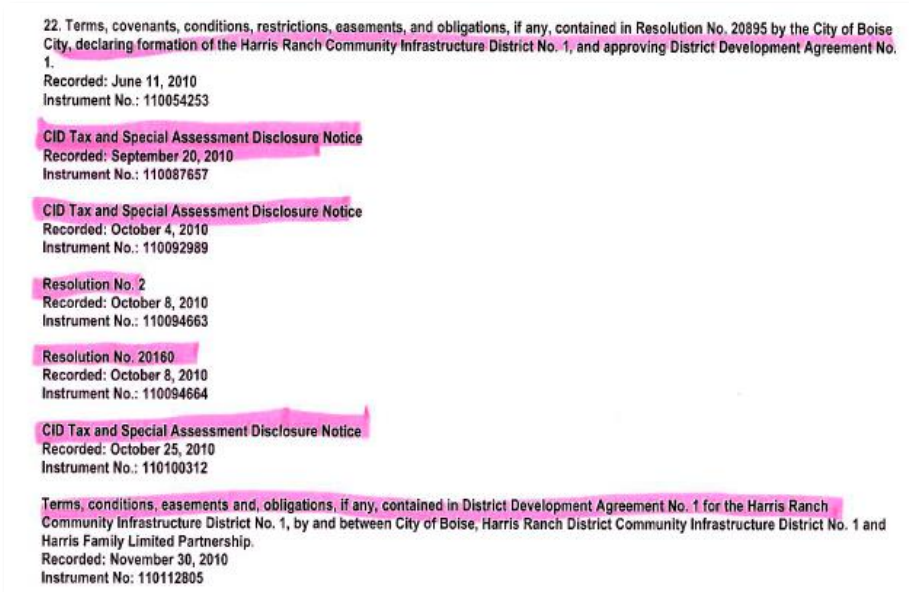 22. Terms, covenants, conditions, restrictions, easements, and obligations, if any, contained in Resolution No. 20895 by the City of Boise
City, declaring formation of the Harris Ranch Community Infrastructure District No. 1, and approving District Development Agreement No.
1.
Recorded: June 11, 2010
Instrument No.: 110054253
CID Tax and Special Assessment Disclosure Notice
Recorded: September 20, 2010
Instrument No.: 110087657
CID Tax and Special Assessment Disclosure Notice
Recorded: October 4, 2010
Instrument No.: 110092989
Resolution No. 2
Recorded: October 8, 2010
Instrument No.: 110094663
Resolution No. 20160
Recorded: October 8, 2010
Instrument No.: 110094664
CID Tax and Special Assessment Disclosure Notice
Recorded: October 25, 2010
Instrument No.: 110100312
Terms, conditions, easements and, obligations, if any, contained in District Development Agreement No. 1 for the Harris Ranch
Community Infrastructure District No. 1, by and between City of Boise, Harris Ranch District Community Infrastructure District No. 1 and
Harris Family Limited Partnership.
Recorded: November 30, 2010
Instrument No: 110112805